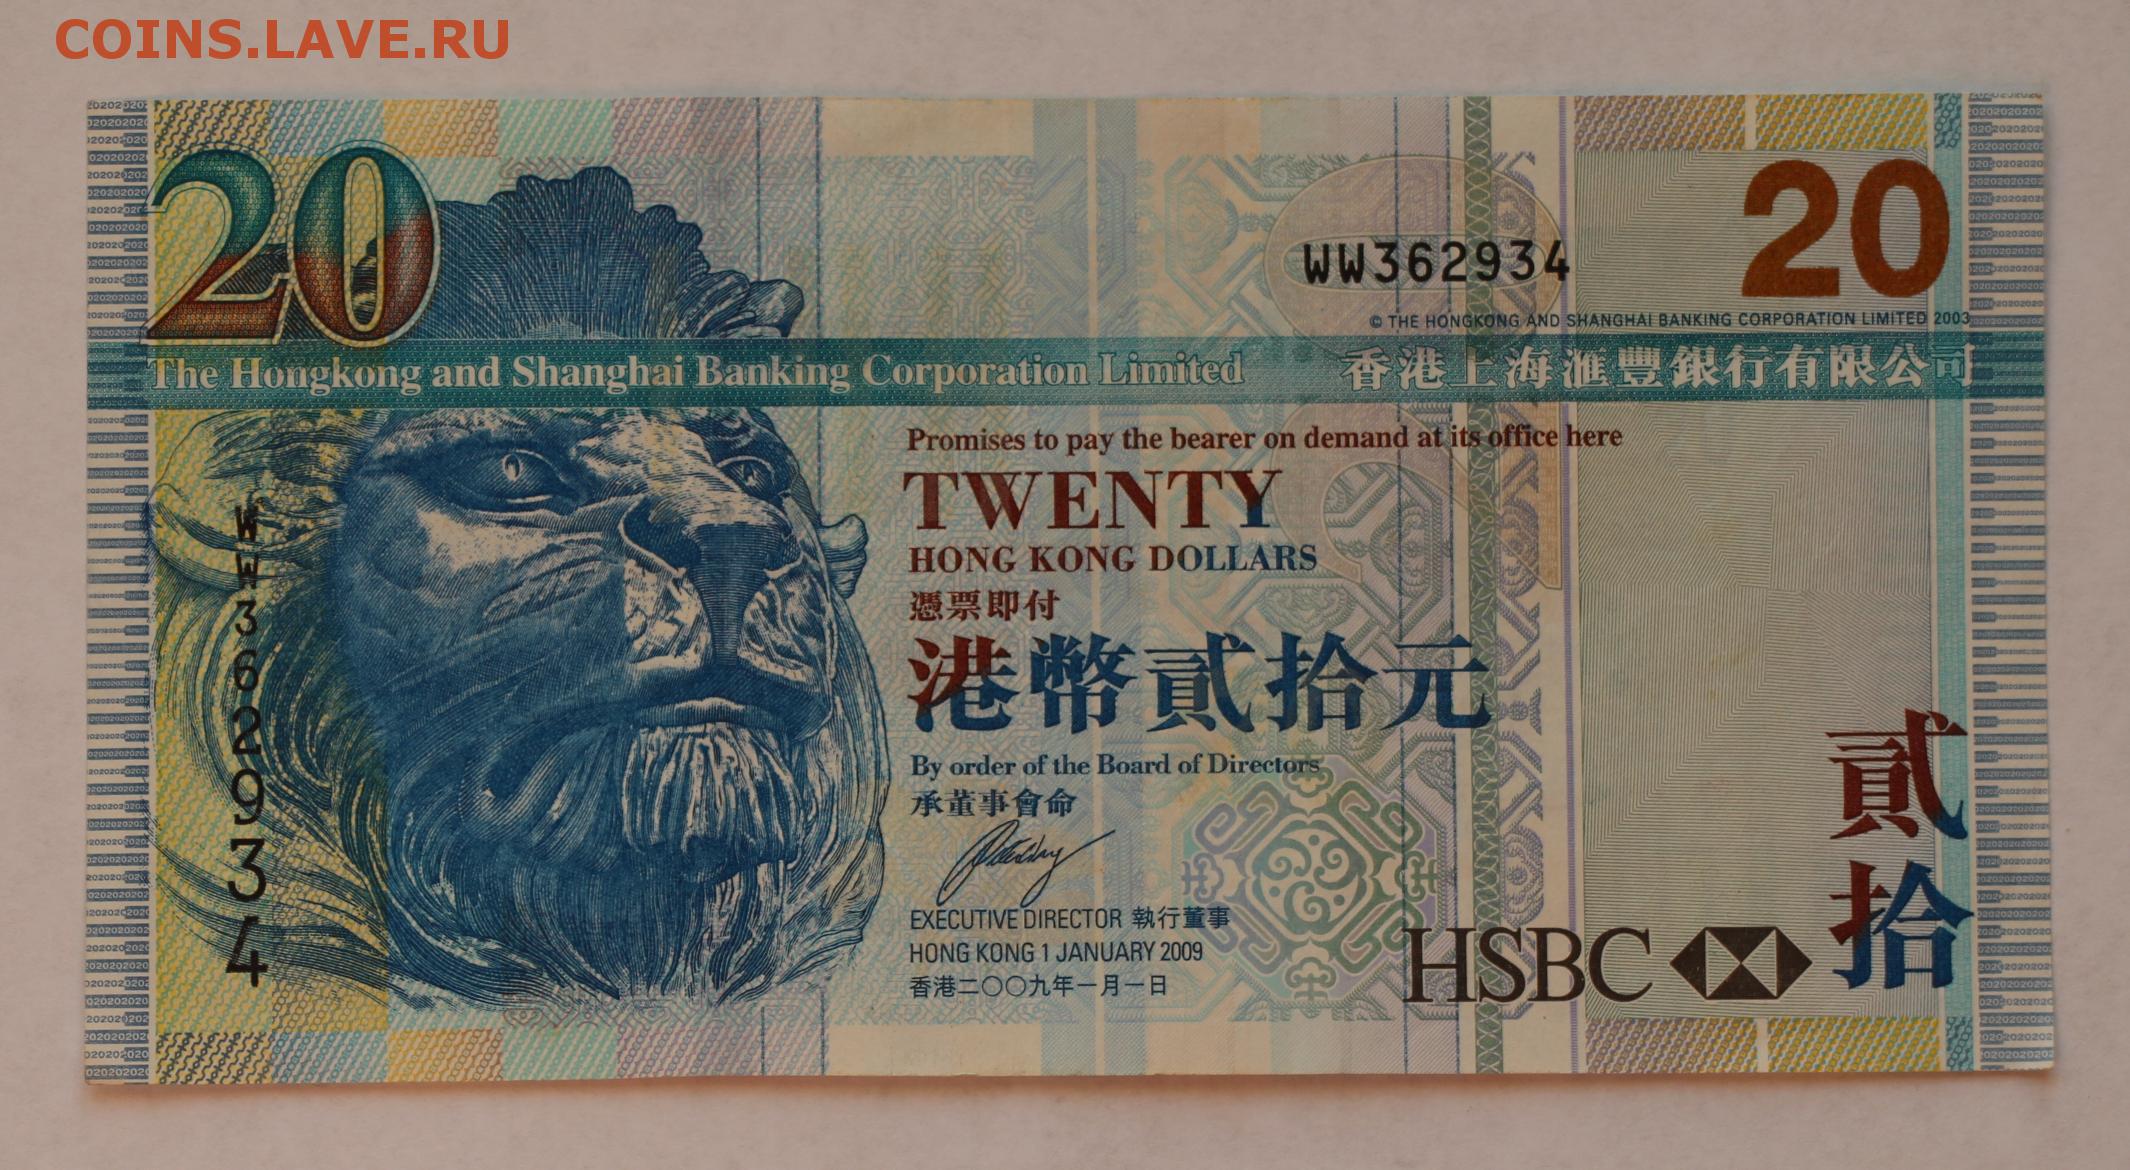 COINS.LAVE.RU
20
20
WW362934
© THE HONGKONG AND SHANGHAI BANKING CORPORATION LIMITED 2003
The Hongkong and Shanghai Banking Corporation Limited 香港上海滙豐銀行有限公司
Promises to pay the bearer on demand at its office here
TWENTY
HONG KONG DOLLARS
憑票即付
港幣貳拾元
By order of the Board of Directors
承董事會命
EXECUTIVE DIRECTOR 執行董事
HONG KONG 1 JANUARY 2009
香港二〇〇九年一月一日
WW362934
HSBC
貳拾